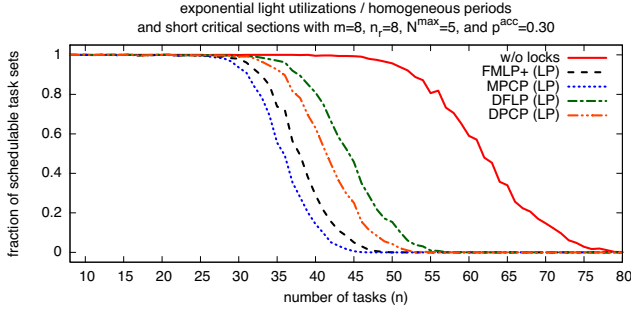 exponential light utilizations / homogeneous periods
and short critical sections with m=8, n_r=8, N^max=5, and p^acc=0.30
fraction of schedulable task sets
1
0.8
0.6
0.4
0.2
0
w/o locks
FMLP+ (LP)
MPCP (LP)
DFLP (LP)
DPCP (LP)
10 15 20 25 30 35 40 45 50 55 60 65 70 75 80
number of tasks (n)